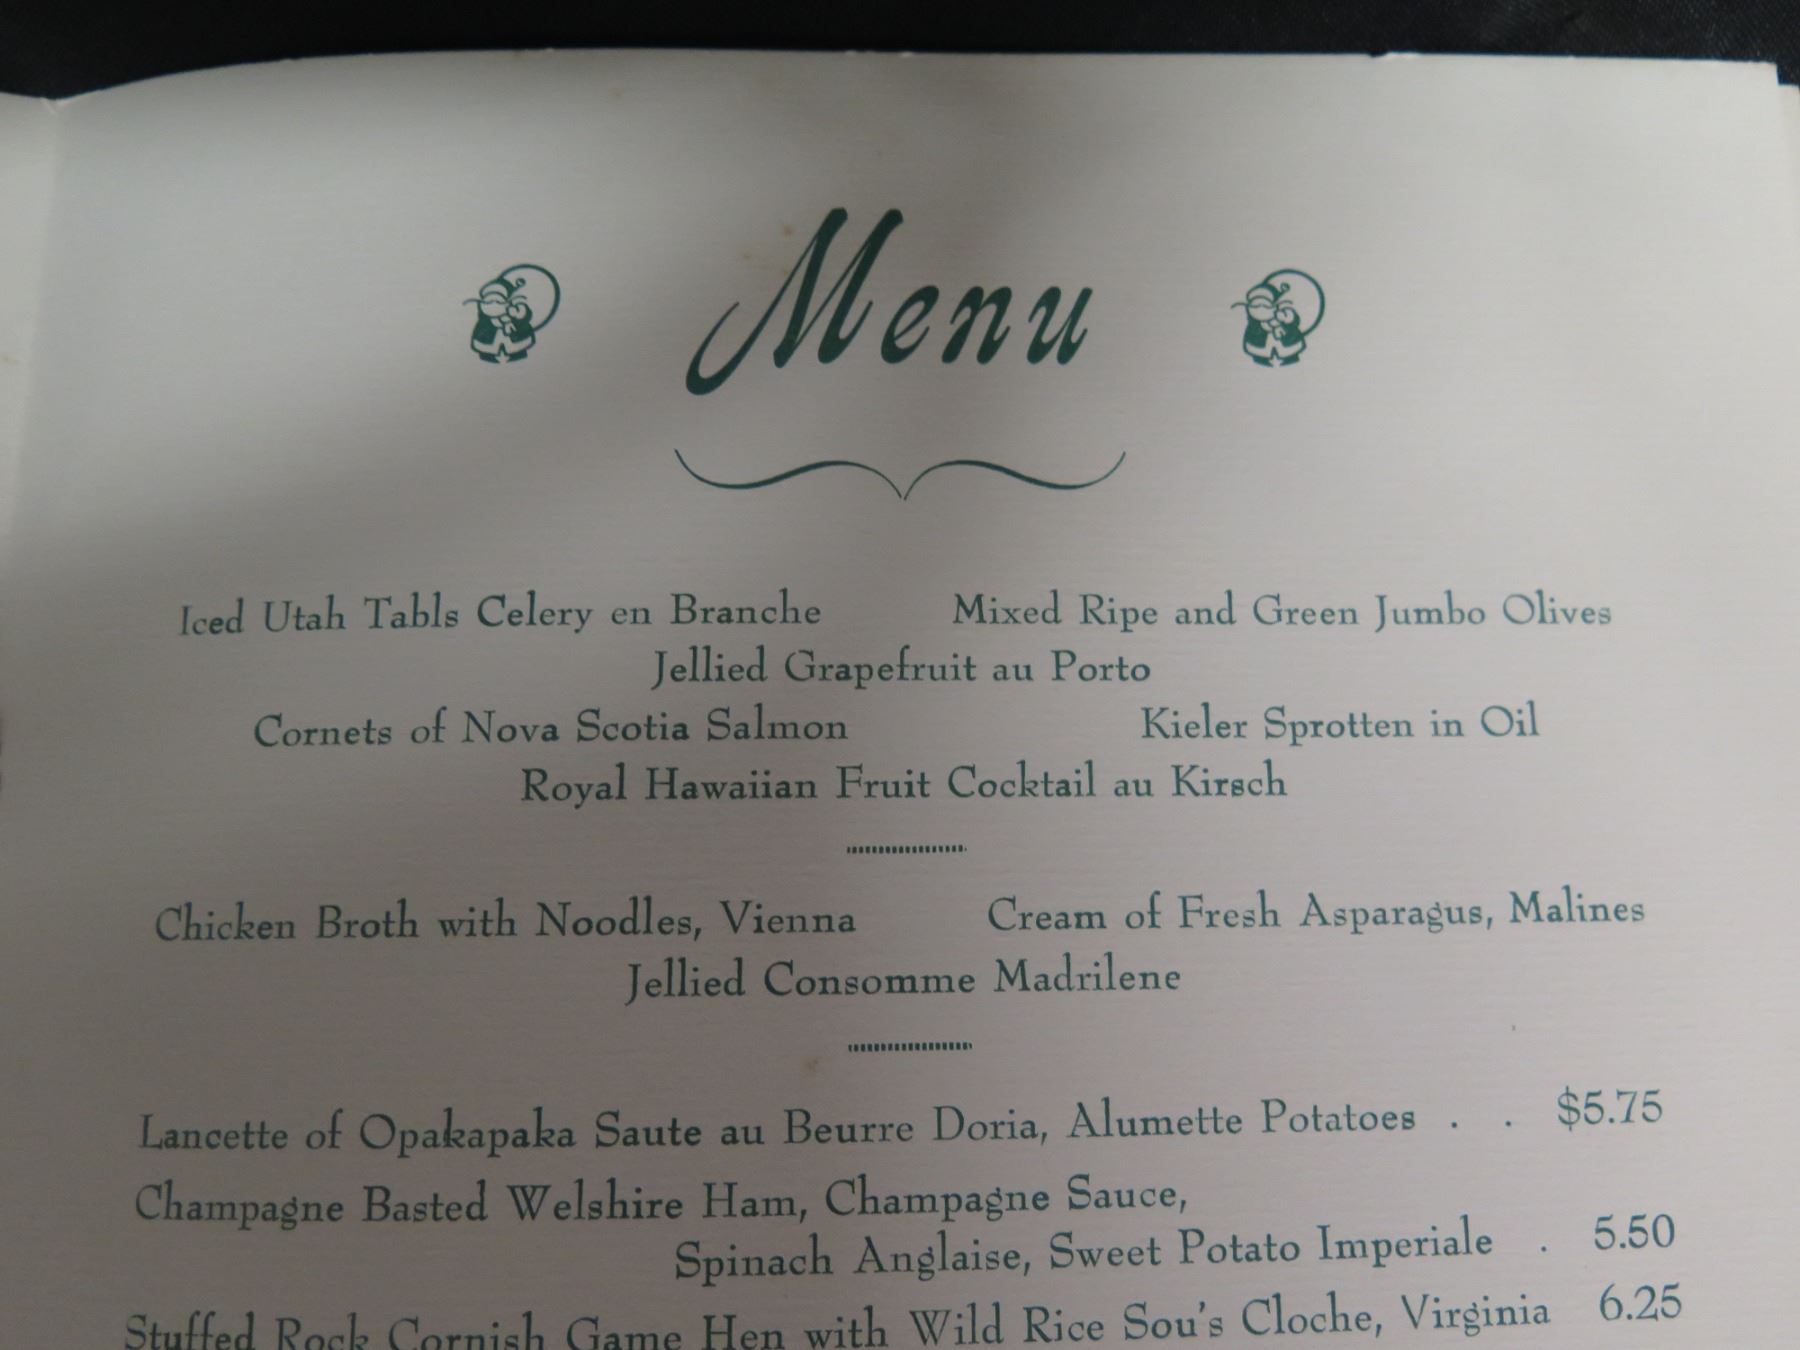 Menu
Iced Utah Tabls Celery en Branche Mixed Ripe and Green Jumbo Olives
Jellied Grapefruit au Porto
Cornets of Nova Scotia Salmon Kieler Sprotten in Oil
Royal Hawaiian Fruit Cocktail au Kirsch
Chicken Broth with Noodles, Vienna Cream of Fresh Asparagus, Malines
Jellied Consomme Madrilene
Lancette of Opakapaka Saute au Beurre Doria, Alumette Potatoes . . $5.75
Champagne Basted Welshire Ham, Champagne Sauce,
Spinach Anglaise, Sweet Potato Imperiale . 5.50
Stuffed Rock Cornish Game Hen with Wild Rice Sou's Cloche, Virginia 6.25